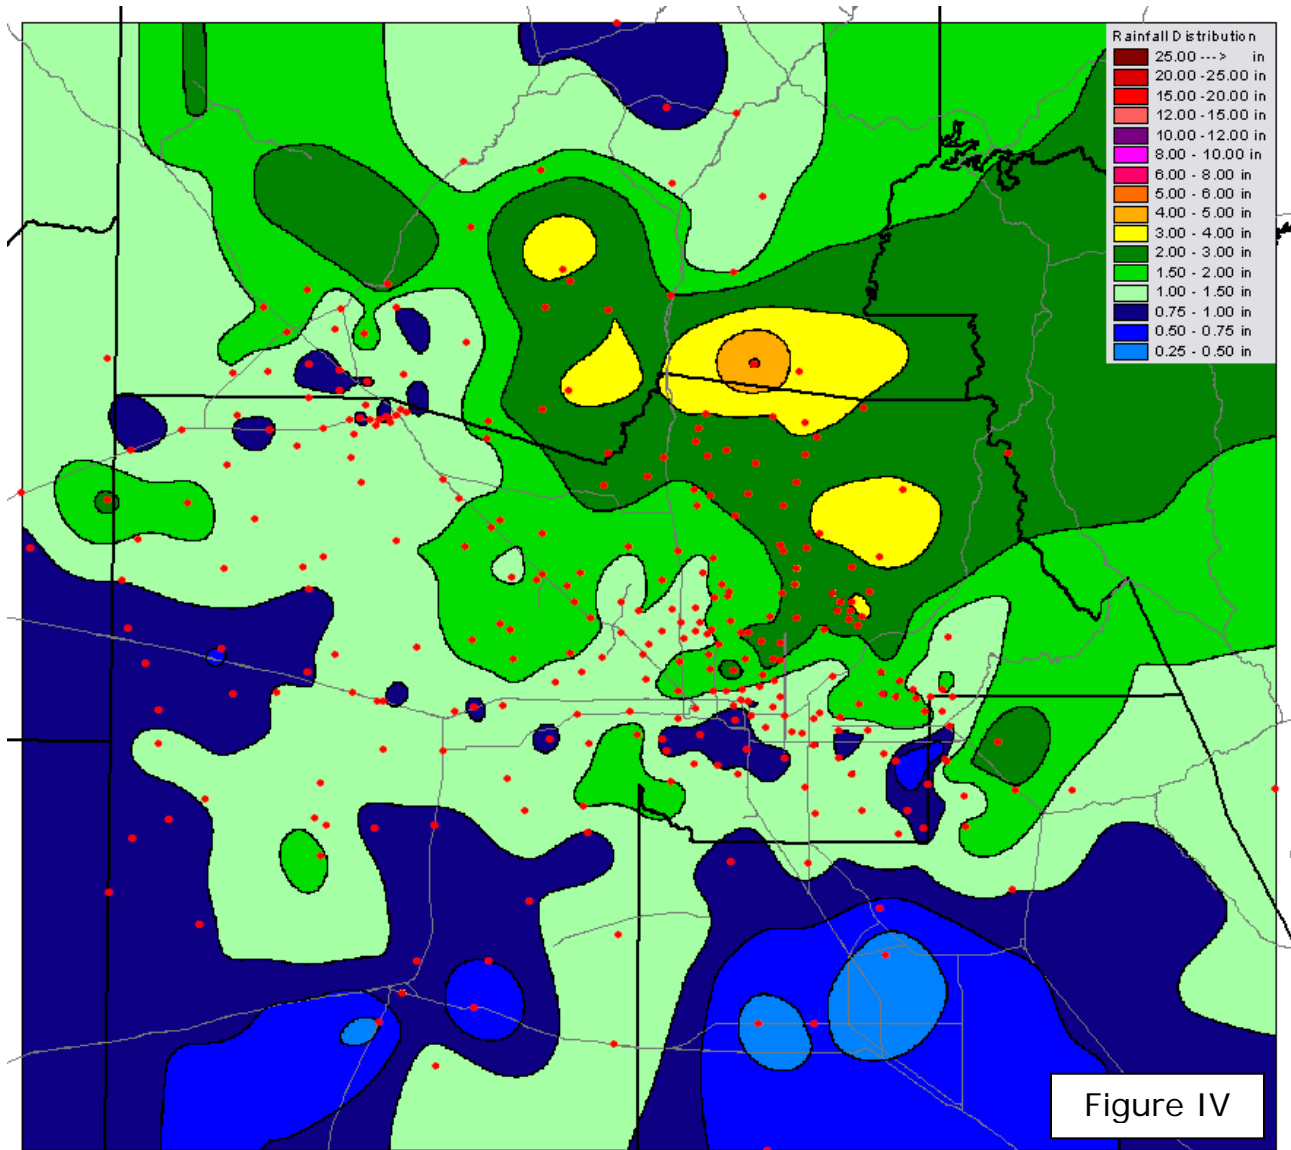 Rainfall Distribution
25.00 ---> in
20.00 -25.00 in
15.00 -20.00 in
12.00 -15.00 in
10.00 -12.00 in
8.00 - 10.00 in
6.00 - 8.00 in
5.00 - 6.00 in
4.00 - 5.00 in
3.00 - 4.00 in
2.00 - 3.00 in
1.50 - 2.00 in
1.00 - 1.50 in
0.75 - 1.00 in
0.50 - 0.75 in
0.25 - 0.50 in
Figure IV